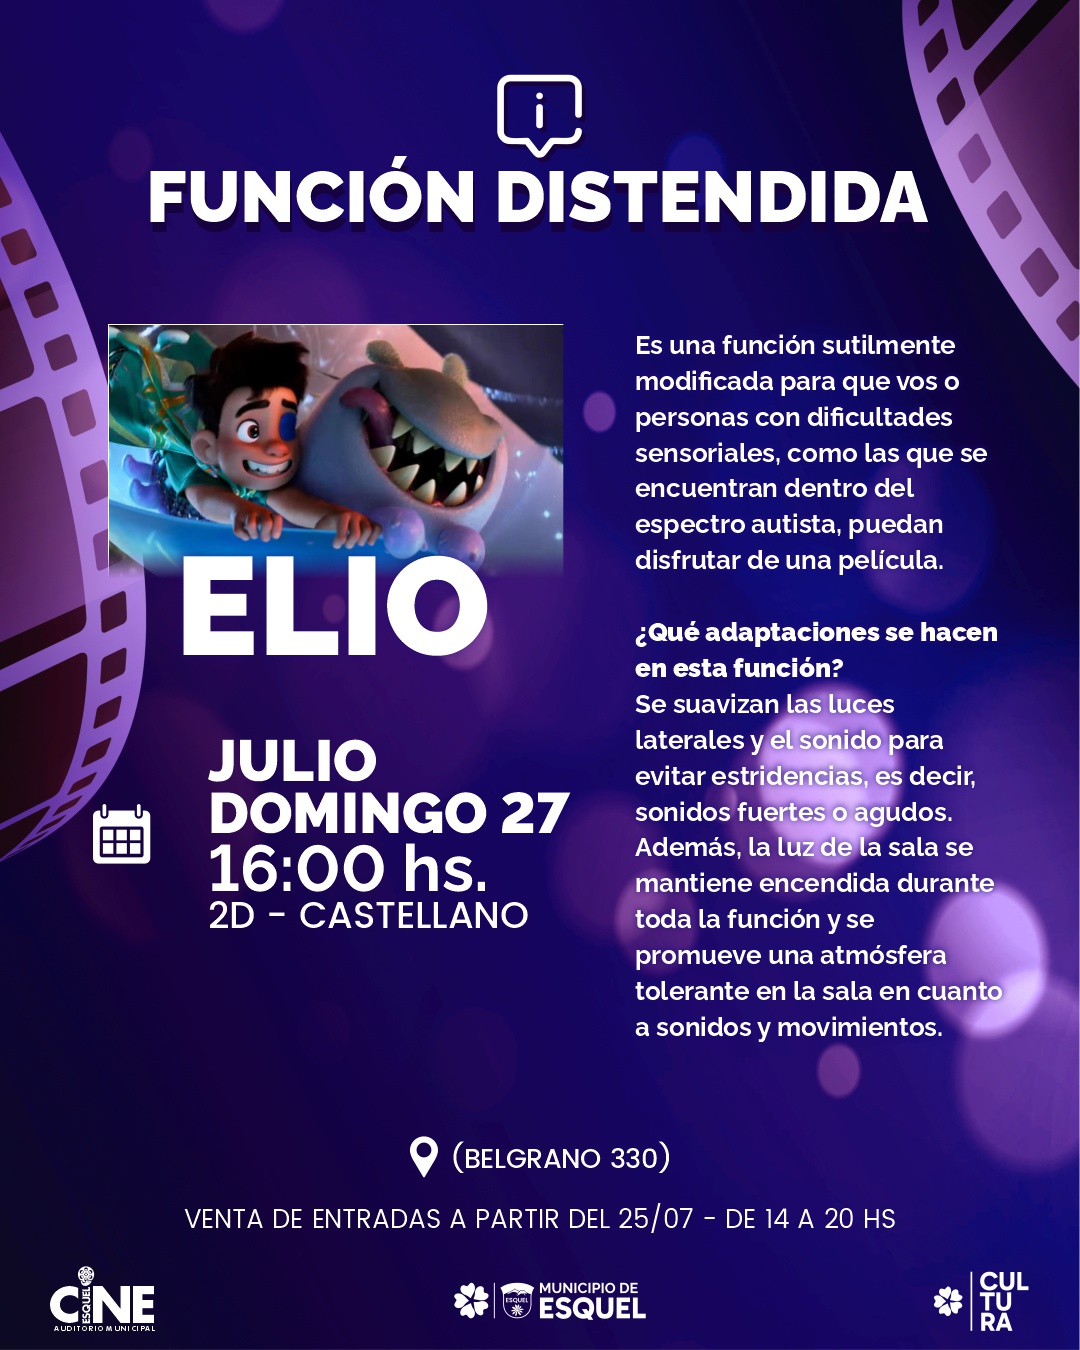 FUNCIÓN DISTENDIDA
ELIO
JULIO
DOMINGO 27
16:00 hs.
2D - CASTELLANO
Es una función sutilmente
modificada para que vos o
personas con dificultades
sensoriales, como las que se
encuentran dentro del
espectro autista, puedan
disfrutar de una película.
¿Qué adaptaciones se hacen
en esta función?
Se suavizan las luces
laterales y el sonido para
evitar estridencias, es decir,
sonidos fuertes o agudos.
Además, la luz de la sala se
mantiene encendida durante
toda la función y se
promueve una atmósfera
tolerante en la sala en cuanto
a sonidos y movimientos.
(BELGRANO 330)
VENTA DE ENTRADAS A PARTIR DEL 25/07 - DE 14 A 20 HS
CINE
ESQUEL
AUDITORIO MUNICIPAL
ESQUEL
MUNICIPIO DE
ESQUEL
CUL
TU
RA